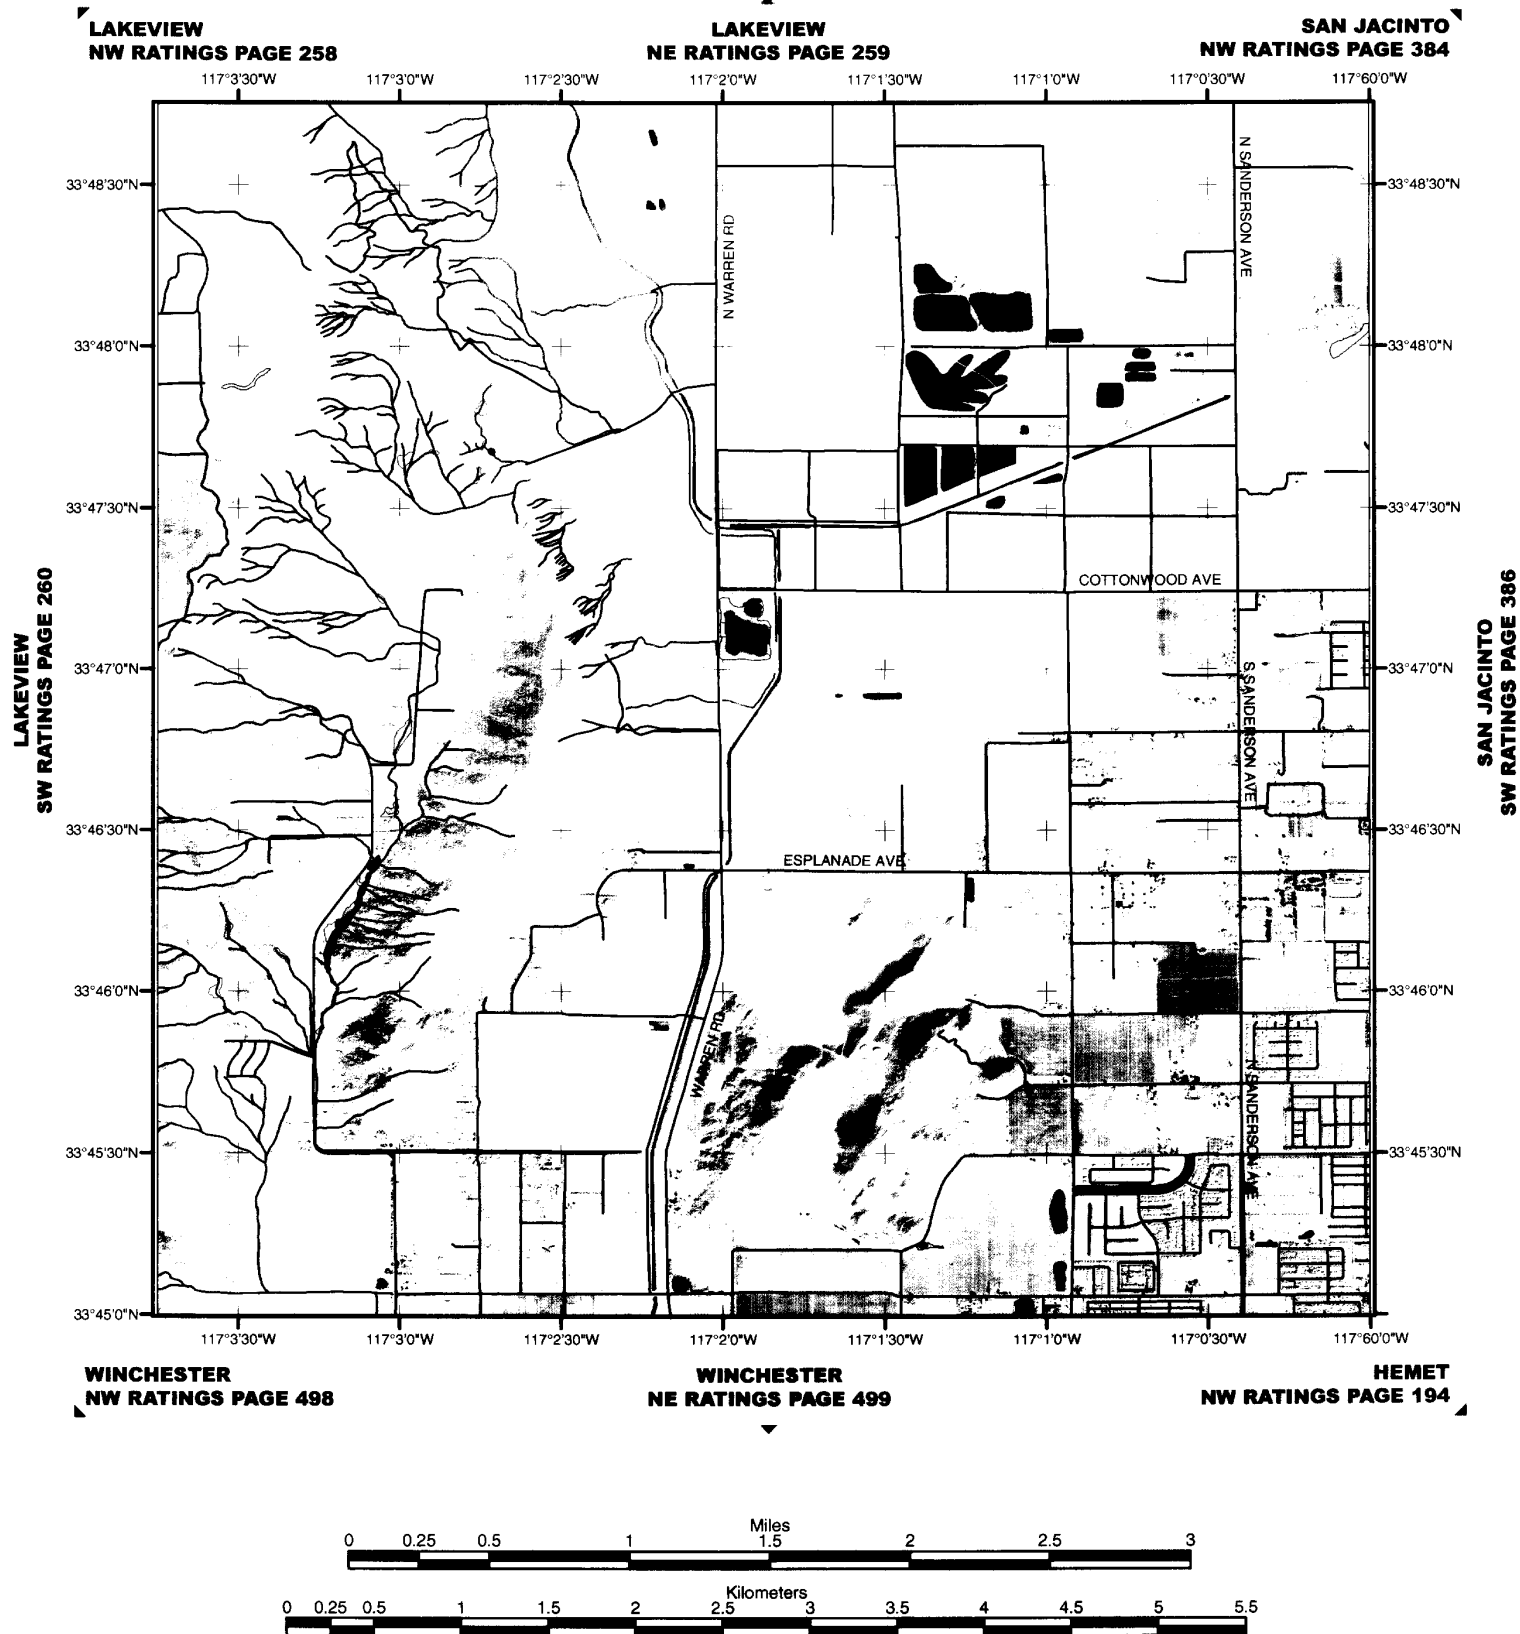 LAKEVIEW
NW RATINGS PAGE 258
LAKEVIEW
NE RATINGS PAGE 259
SAN JACINTO
NW RATINGS PAGE 384
117°3'30"W
117°3'0"W
117°2'30"W
117°2'0"W
117°1'30"W
117°1'0"W
117°0'30"W
117°60'0"W
33°48'30"N
33°48'30"N
33°48'0"N
33°48'0"N
33°47'30"N
33°47'30"N
33°47'0"N
33°47'0"N
33°46'30"N
33°46'30"N
33°46'0"N
33°46'0"N
33°45'30"N
33°45'30"N
33°45'0"N
33°45'0"N
N WARREN RD
N SANDERSON AVE
COTTONWOOD AVE
S SANDERSON AVE
ESPLANADE AVE
WARREN RD
N SANDERSON AVE
LAKEVIEW
SW RATINGS PAGE 260
SAN JACINTO
SW RATINGS PAGE 386
117°3'30"W
117°3'0"W
117°2'30"W
117°2'0"W
117°1'30"W
117°1'0"W
117°0'30"W
117°60'0"W
WINCHESTER
NW RATINGS PAGE 498
WINCHESTER
NE RATINGS PAGE 499
HEMET
NW RATINGS PAGE 194
Miles
0 0.25 0.5 1 1.5 2 2.5 3
Kilometers
0 0.25 0.5 1 1.5 2 2.5 3 3.5 4 4.5 5 5.5